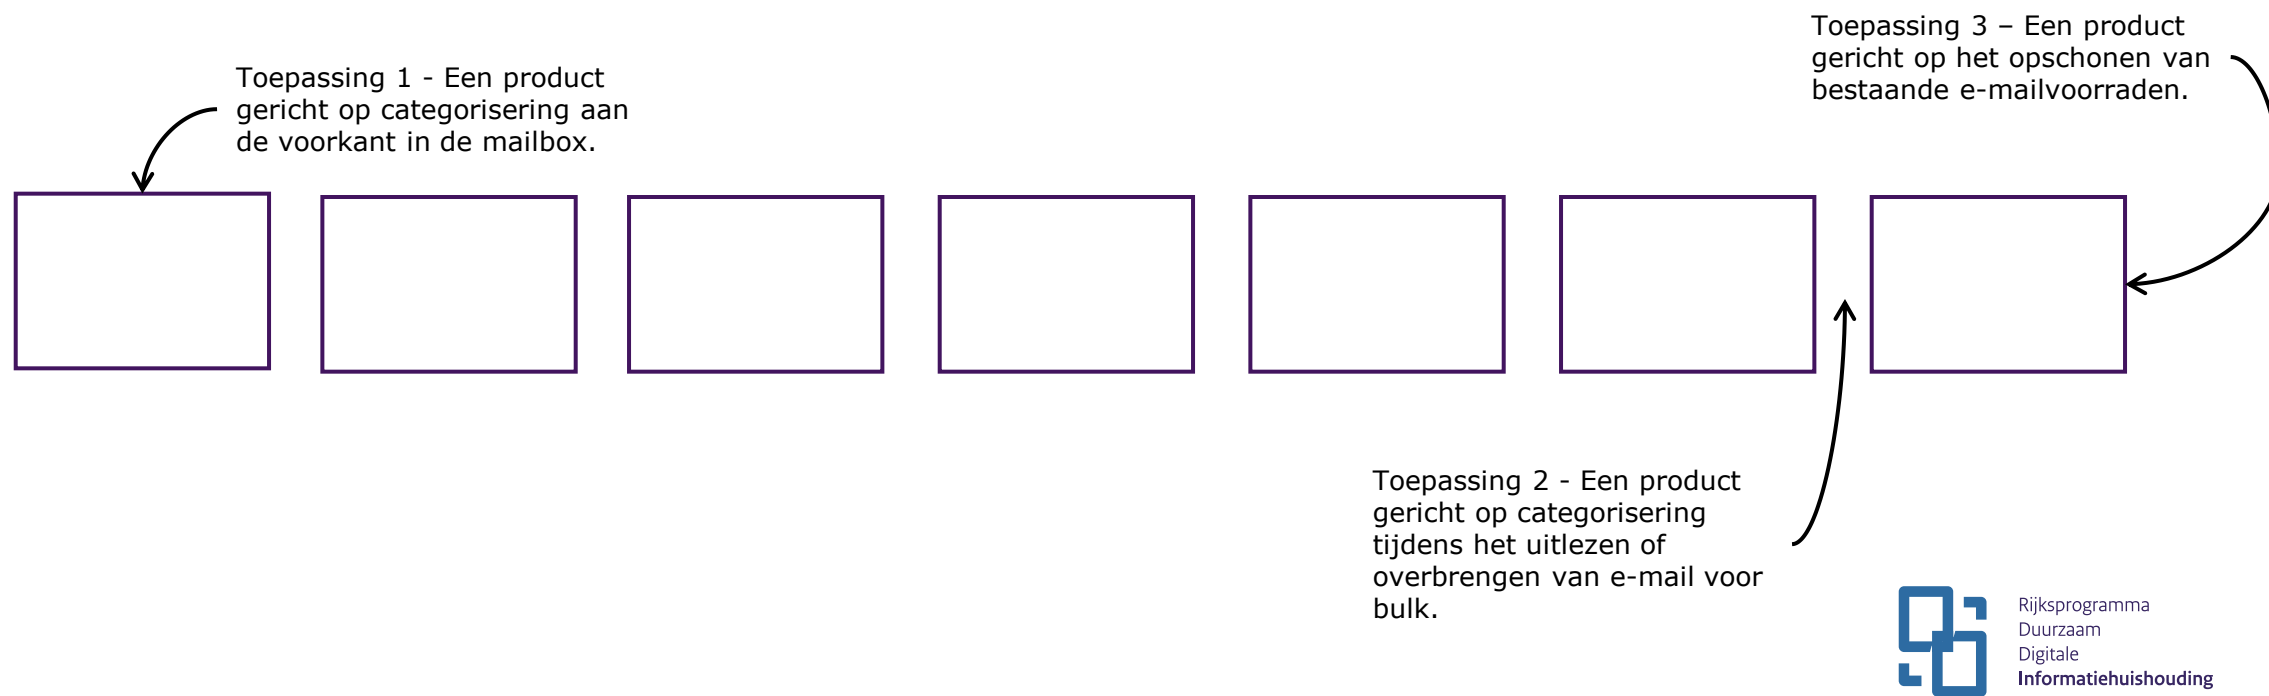 Toepassing 1 - Een product
gericht op categorisering aan
de voorkant in de mailbox.
Toepassing 3 – Een product
gericht op het opschonen van
bestaande e-mailvoorraden.
Toepassing 2 - Een product
gericht op categorisering
tijdens het uitlezen of
overbrengen van e-mail voor
bulk.
Rijksprogramma
Duurzaam
Digitale
Informatiehuishouding